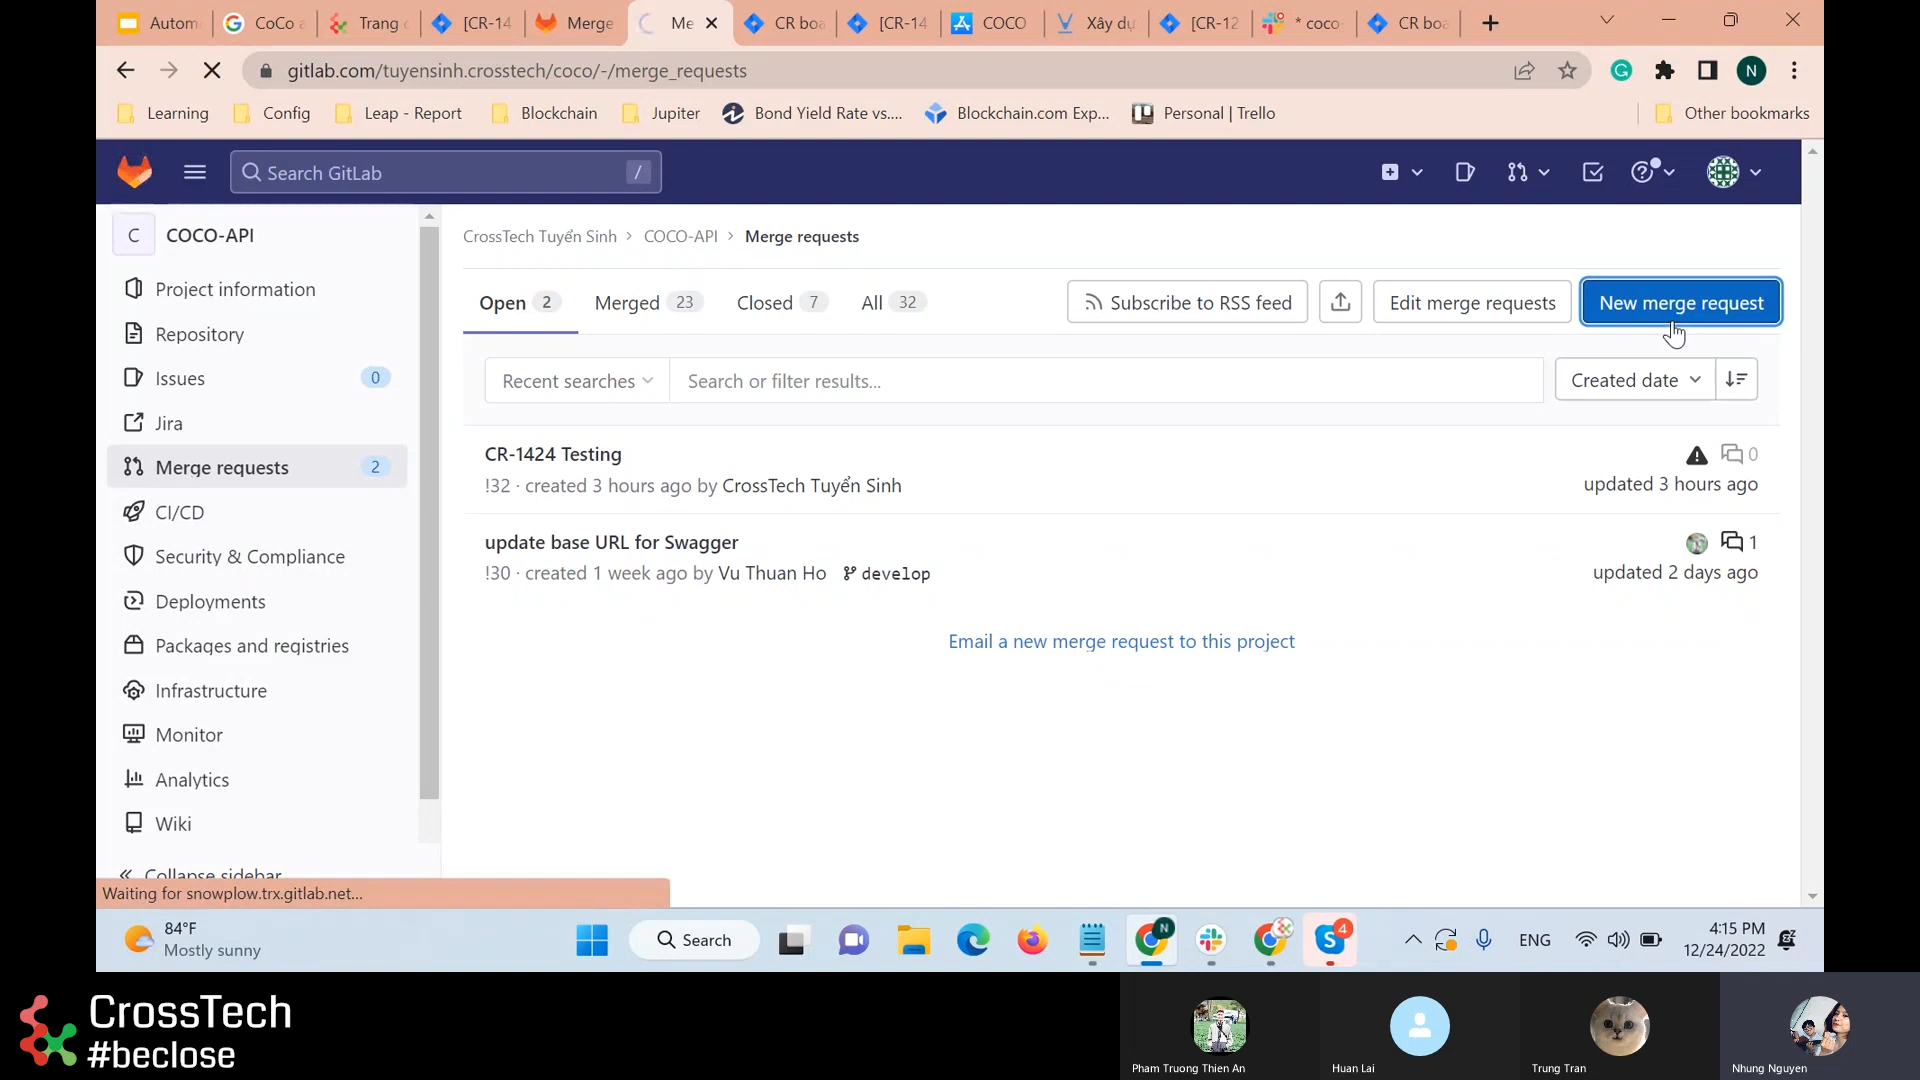 Autom
CoCo a
Trang c
[CR-14
Merge
Me
CR boa
[CR-14
COCO
Xây dự
[CR-12
* coco-
CR boa
gitlab.com/tuyensinh.crosstech/coco/-/merge_requests
N
Learning
Config
Leap - Report
Blockchain
Jupiter
Bond Yield Rate vs....
Blockchain.com Exp...
Personal | Trello
Other bookmarks
Search GitLab
/
C
COCO-API
Project information
Repository
Issues 0
Jira
Merge requests 2
CI/CD
Security & Compliance
Deployments
Packages and registries
Infrastructure
Monitor
Analytics
Wiki
Collapse sidebar
Waiting for snowplow.trx.gitlab.net...
CrossTech Tuyển Sinh › COCO-API › Merge requests
Open 2
Merged 23
Closed 7
All 32
Subscribe to RSS feed
Edit merge requests
New merge request
Recent searches
Search or filter results...
Created date
CR-1424 Testing
0
!32 · created 3 hours ago by CrossTech Tuyển Sinh
updated 3 hours ago
update base URL for Swagger
1
!30 · created 1 week ago by Vu Thuan Ho develop
updated 2 days ago
Email a new merge request to this project
84°F
Mostly sunny
Search
N
4
ENG
4:15 PM
12/24/2022
CrossTech
#beclose
Pham Truong Thien An
Huan Lai
Trung Tran
Nhung Nguyen